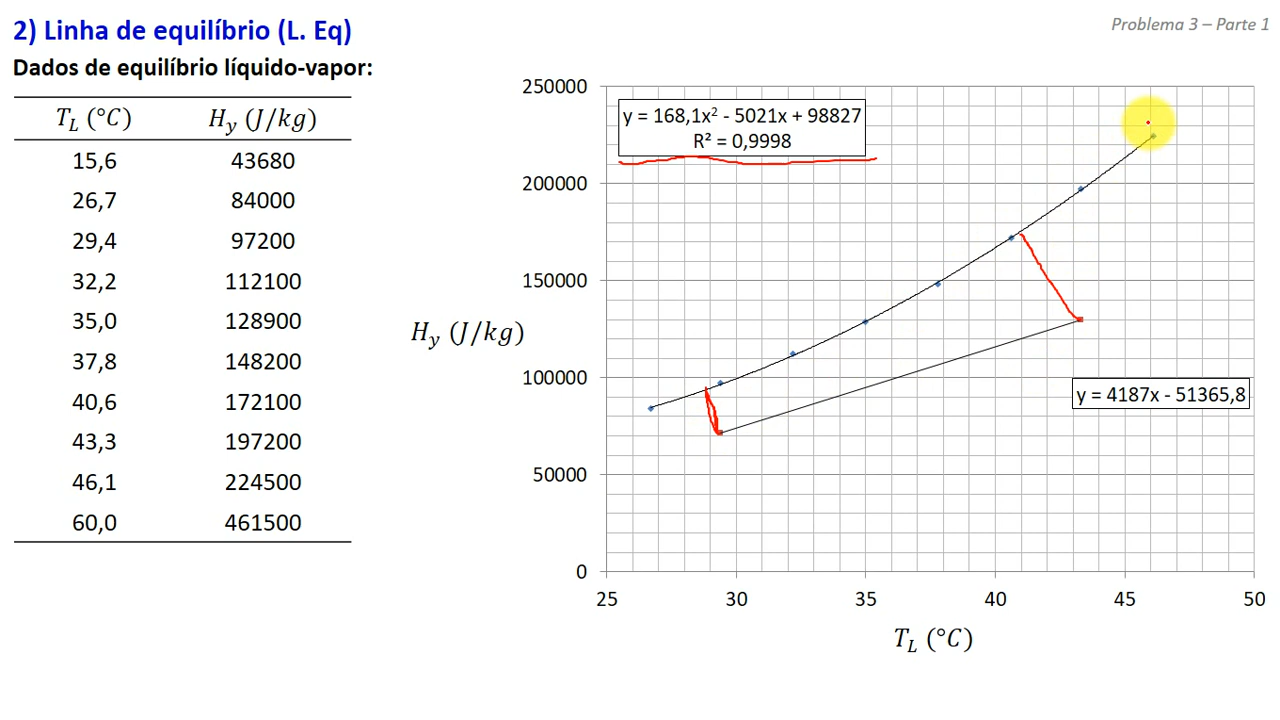 Problema 3 – Parte 1
2) Linha de equilíbrio (L. Eq)
Dados de equilíbrio líquido-vapor:
T_L (°C) H_y (J/kg)
15,6 43680
26,7 84000
29,4 97200
32,2 112100
35,0 128900
37,8 148200
40,6 172100
43,3 197200
46,1 224500
60,0 461500
H_y (J/kg)
250000
200000
150000
100000
50000
0
y = 168,1x² - 5021x + 98827
R² = 0,9998
y = 4187x - 51365,8
25 30 35 40 45 50
T_L (°C)